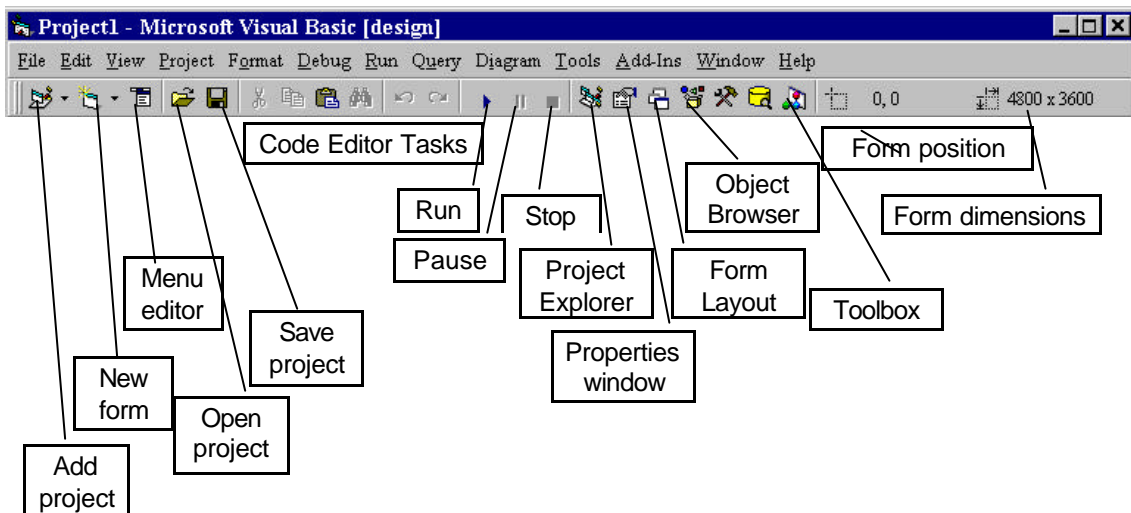 Project1 - Microsoft Visual Basic [design]
File Edit View Project Format Debug Run Query Diagram Tools Add-Ins Window Help
0, 0
4800 x 3600
Code Editor Tasks
Form position
Run
Stop
Object
Browser
Form dimensions
Pause
Menu
editor
Project
Explorer
Form
Layout
Toolbox
Save
project
Properties
window
New
form
Open
project
Add
project